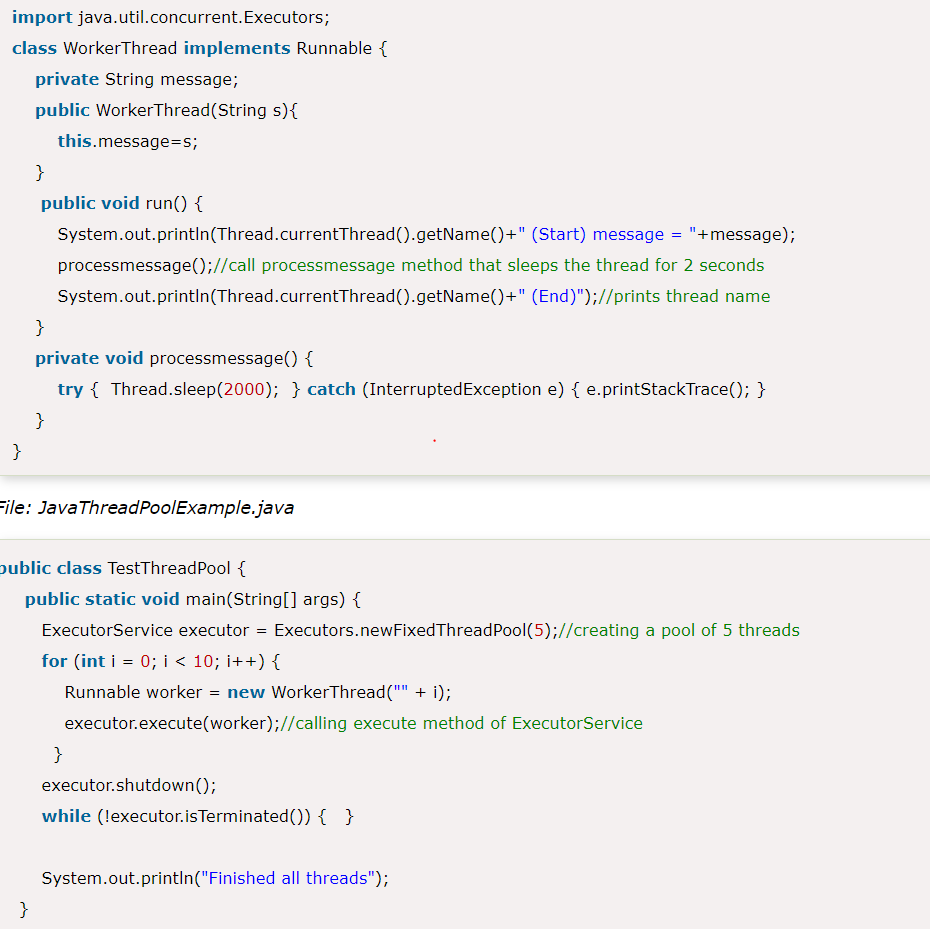 import java.util.concurrent.Executors;
class WorkerThread implements Runnable {
private String message;
public WorkerThread(String s){
this.message=s;
}
public void run() {
System.out.println(Thread.currentThread().getName()+" (Start) message = "+message);
processmessage();//call processmessage method that sleeps the thread for 2 seconds
System.out.println(Thread.currentThread().getName()+" (End)");//prints thread name
}
private void processmessage() {
try {  Thread.sleep(2000);  } catch (InterruptedException e) { e.printStackTrace(); }
}
}
File: JavaThreadPoolExample.java
public class TestThreadPool {
public static void main(String[] args) {
ExecutorService executor = Executors.newFixedThreadPool(5);//creating a pool of 5 threads
for (int i = 0; i < 10; i++) {
Runnable worker = new WorkerThread("" + i);
executor.execute(worker);//calling execute method of ExecutorService
}
executor.shutdown();
while (!executor.isTerminated()) {   }
System.out.println("Finished all threads");
}